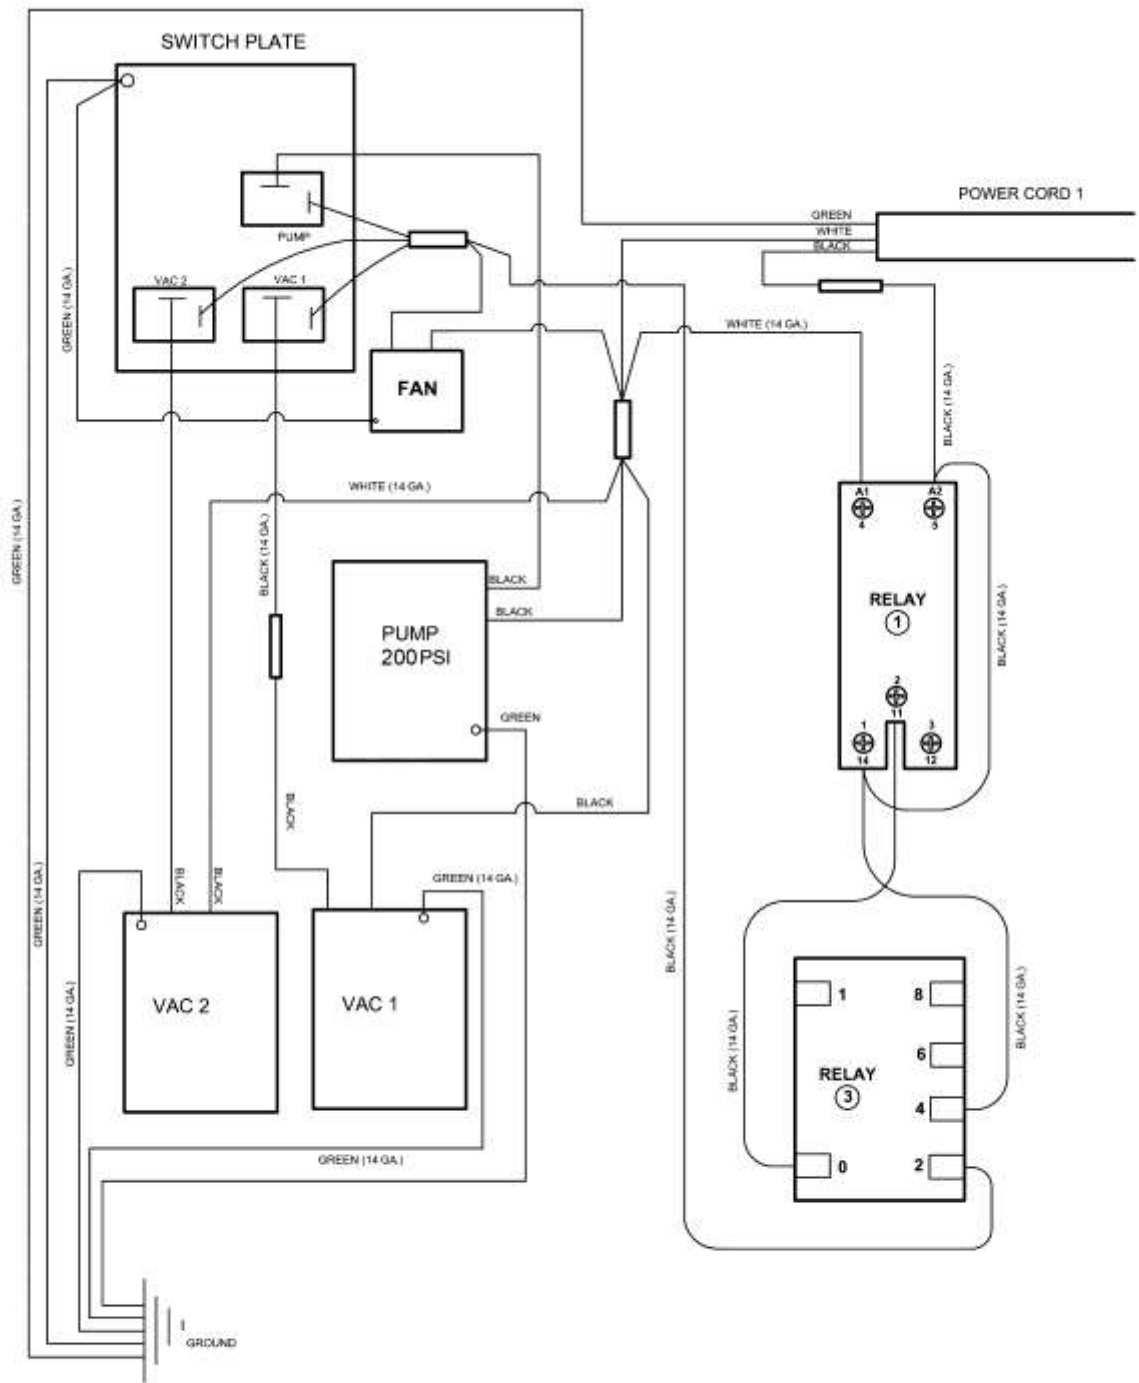 SWITCH PLATE
POWER CORD 1
GREEN
WHITE
BLACK
PUMP
VAC 2
VAC 1
GREEN (14 GA.)
WHITE (14 GA.)
FAN
BLACK (14 GA.)
WHITE (14 GA.)
A1
A2
4
5
GREEN (14 GA.)
BLACK (14 GA.)
BLACK
BLACK
RELAY
1
BLACK (14 GA.)
PUMP
200 PSI
2
11
GREEN
1
3
14
12
BLACK
BLACK
GREEN (14 GA.)
BLACK
BLACK
GREEN (14 GA.)
BLACK (14 GA.)
VAC 2
VAC 1
1
8
GREEN (14 GA.)
BLACK (14 GA.)
BLACK (14 GA.)
6
RELAY
3
4
0
2
GREEN (14 GA.)
GROUND